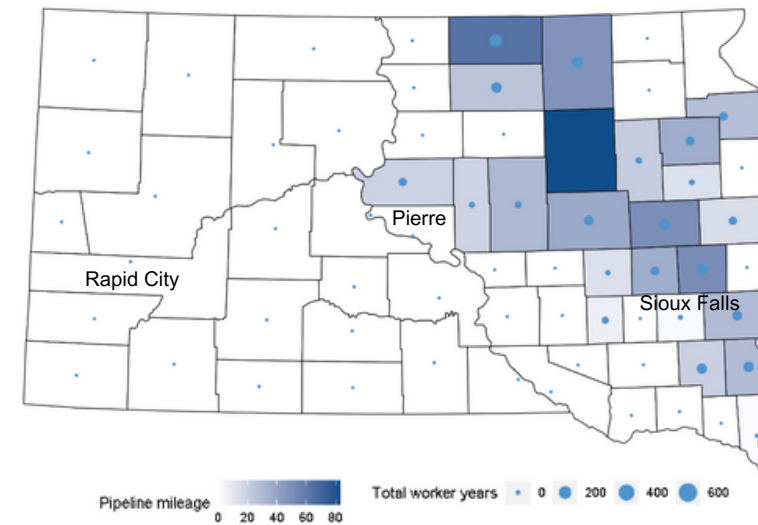 Pierre
Rapid City
Sioux Falls
Pipeline mileage
0 20 40 60 80
Total worker years 0 200 400 600